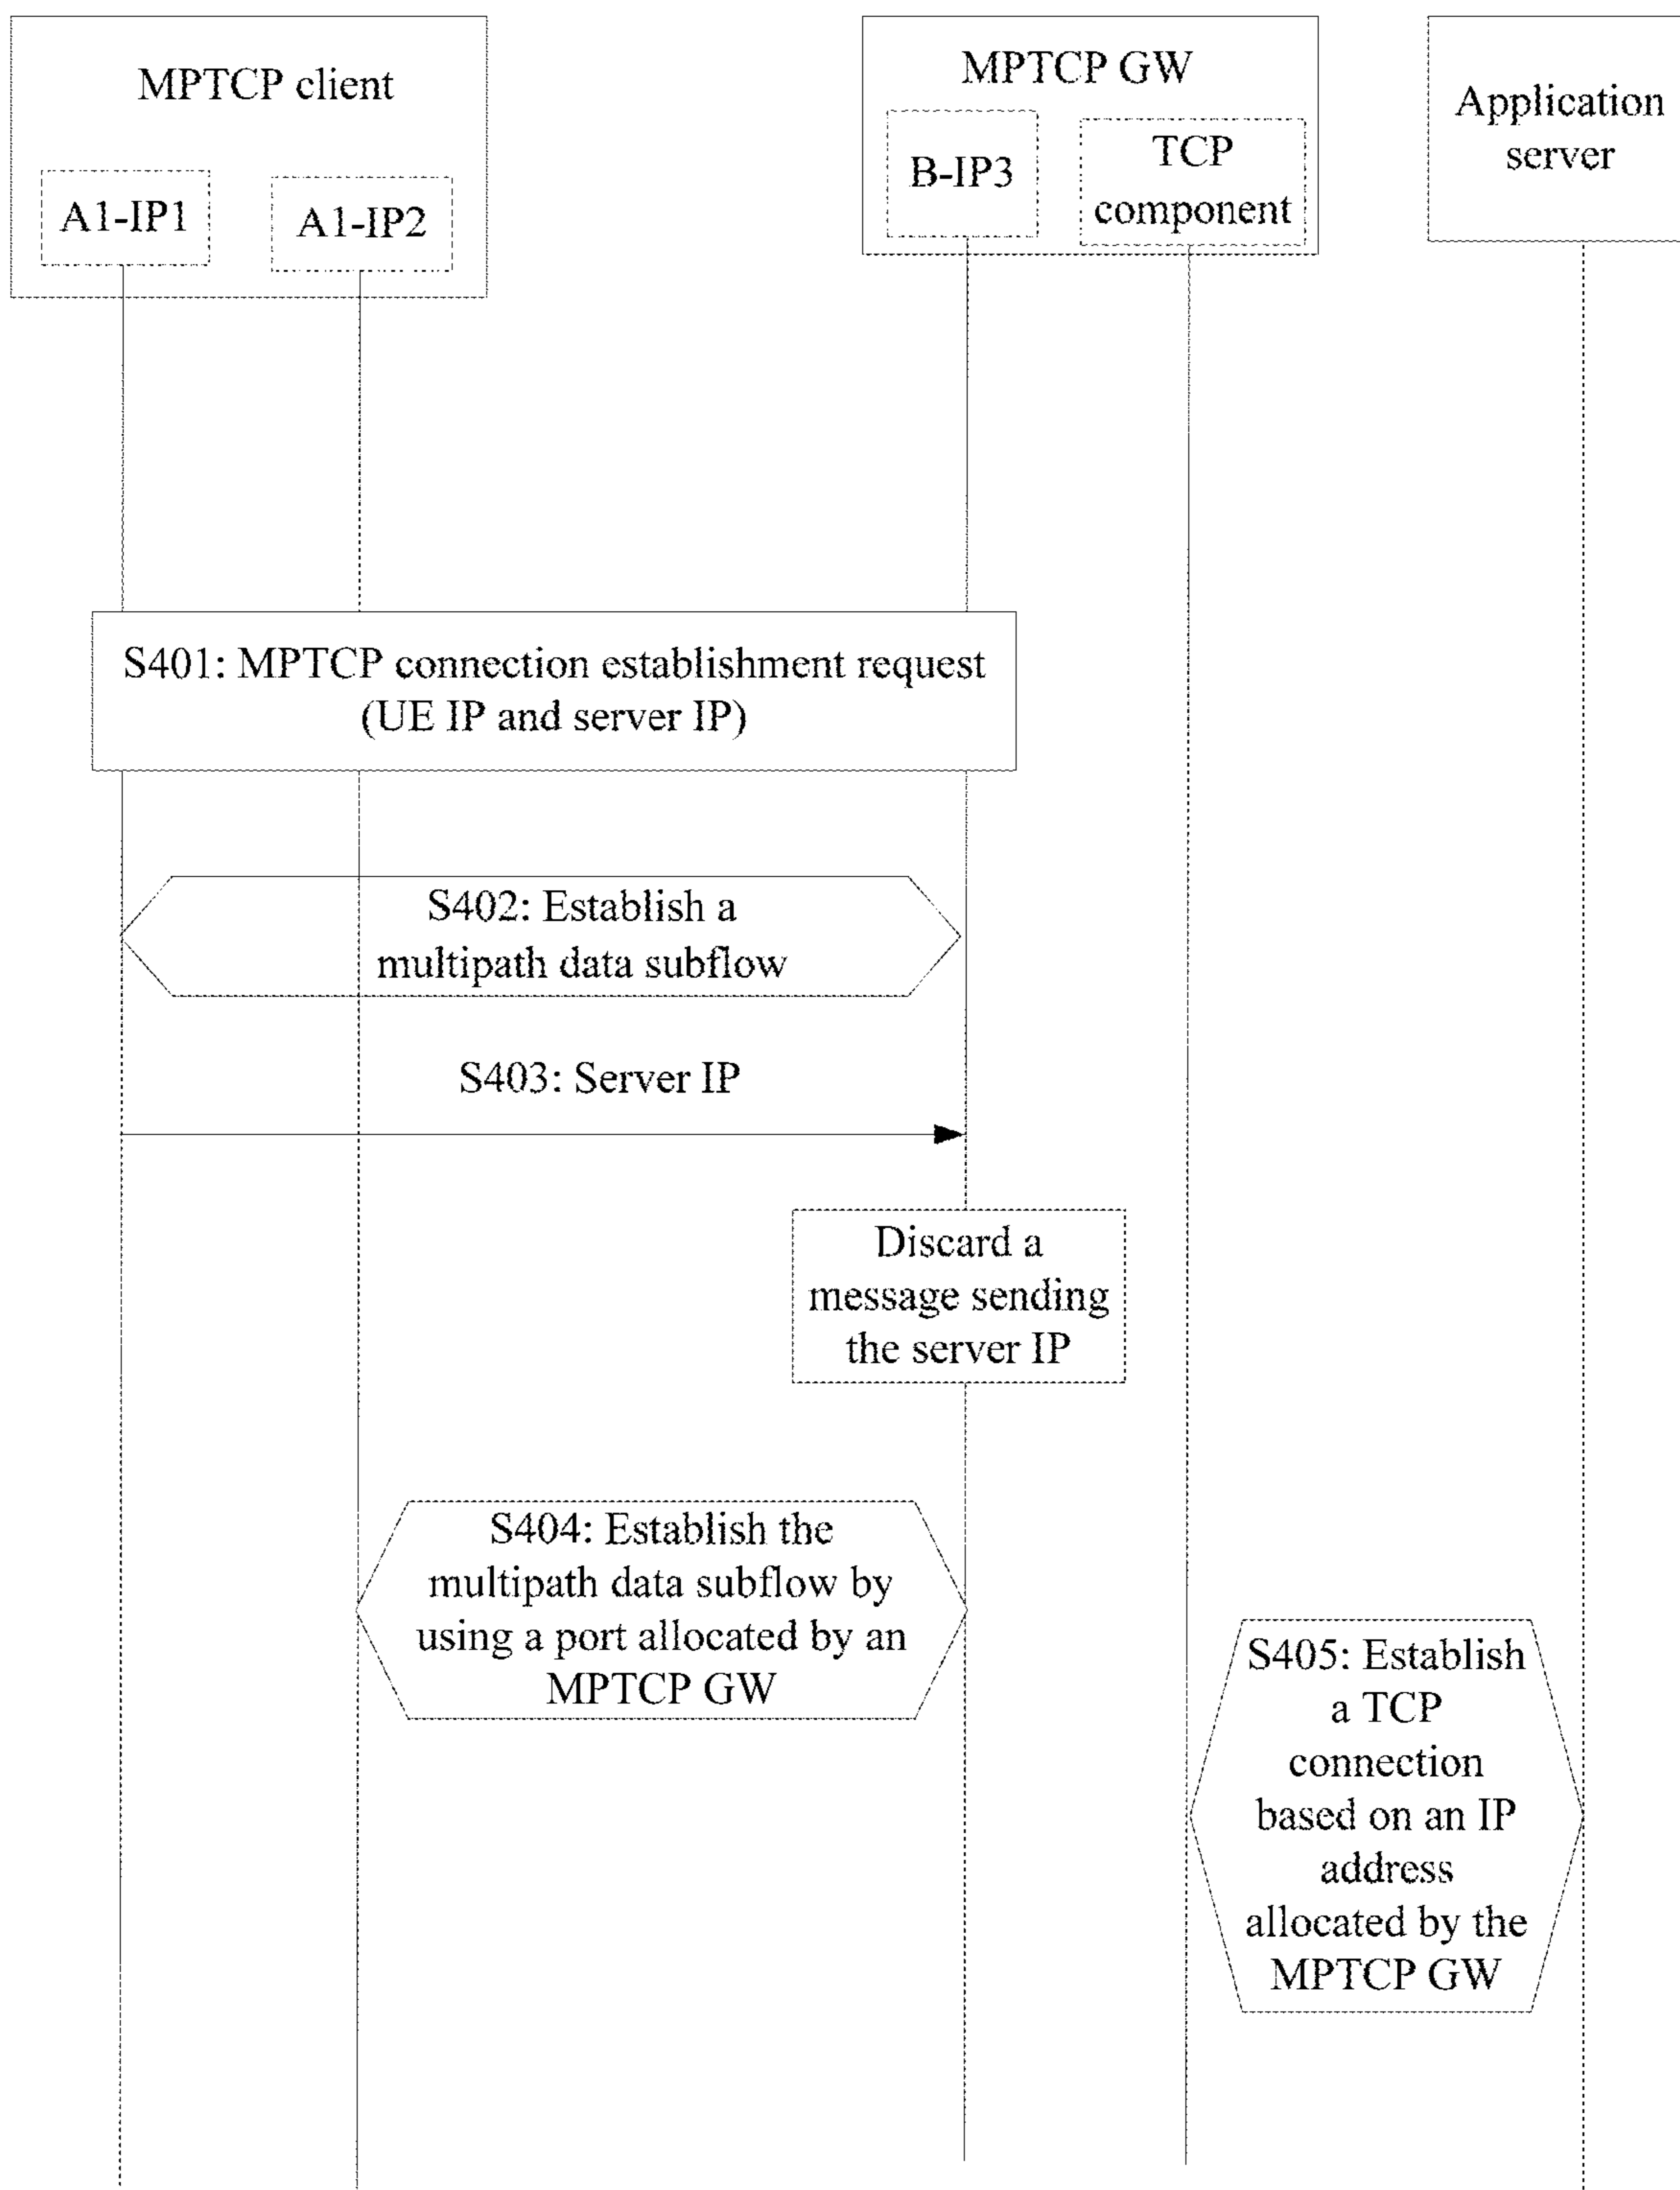 MPTCP client
A1-IP1
A1-IP2
MPTCP GW
B-IP3
TCP
component
Application
server
S401: MPTCP connection establishment request
(UE IP and server IP)
S402: Establish a
multipath data subflow
S403: Server IP
Discard a
message sending
the server IP
S404: Establish the
multipath data subflow by
using a port allocated by an
MPTCP GW
S405: Establish
a TCP
connection
based on an IP
address
allocated by the
MPTCP GW